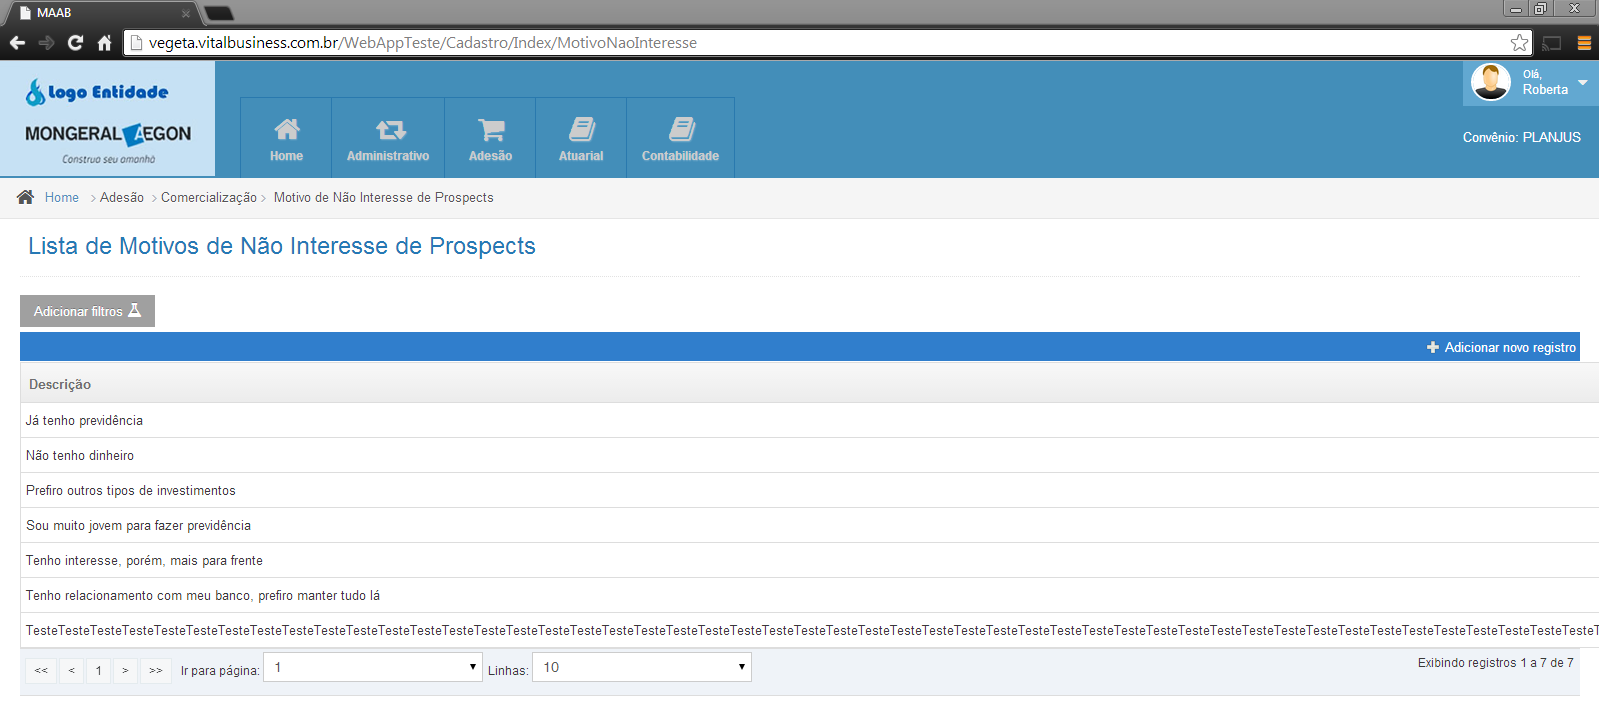 MAAB
vegeta.vitalbusiness.com.br/WebAppTeste/Cadastro/Index/MotivoNaoInteresse
Logo Entidade
MONGERAL AEGON
Construa seu amanhã
Home
Administrativo
Adesão
Atuarial
Contabilidade
Olá,
Roberta
Convênio: PLANJUS
Home > Adesão > Comercialização > Motivo de Não Interesse de Prospects
Lista de Motivos de Não Interesse de Prospects
Adicionar filtros
Adicionar novo registro
Descrição
Já tenho previdência
Não tenho dinheiro
Prefiro outros tipos de investimentos
Sou muito jovem para fazer previdência
Tenho interesse, porém, mais para frente
Tenho relacionamento com meu banco, prefiro manter tudo lá
TesteTesteTesteTesteTesteTesteTesteTesteTesteTesteTesteTesteTesteTesteTesteTesteTesteTesteTesteTesteTesteTesteTesteTesteTesteTesteTesteTesteTesteTesteTesteTesteTesteTesteTesteTesteTesteTesteTesteTesteTesteTesteTesteTesteTesteTesteTesteTesteTesteT
<< < 1 > >> Ir para página: 1 Linhas: 10
Exibindo registros 1 a 7 de 7